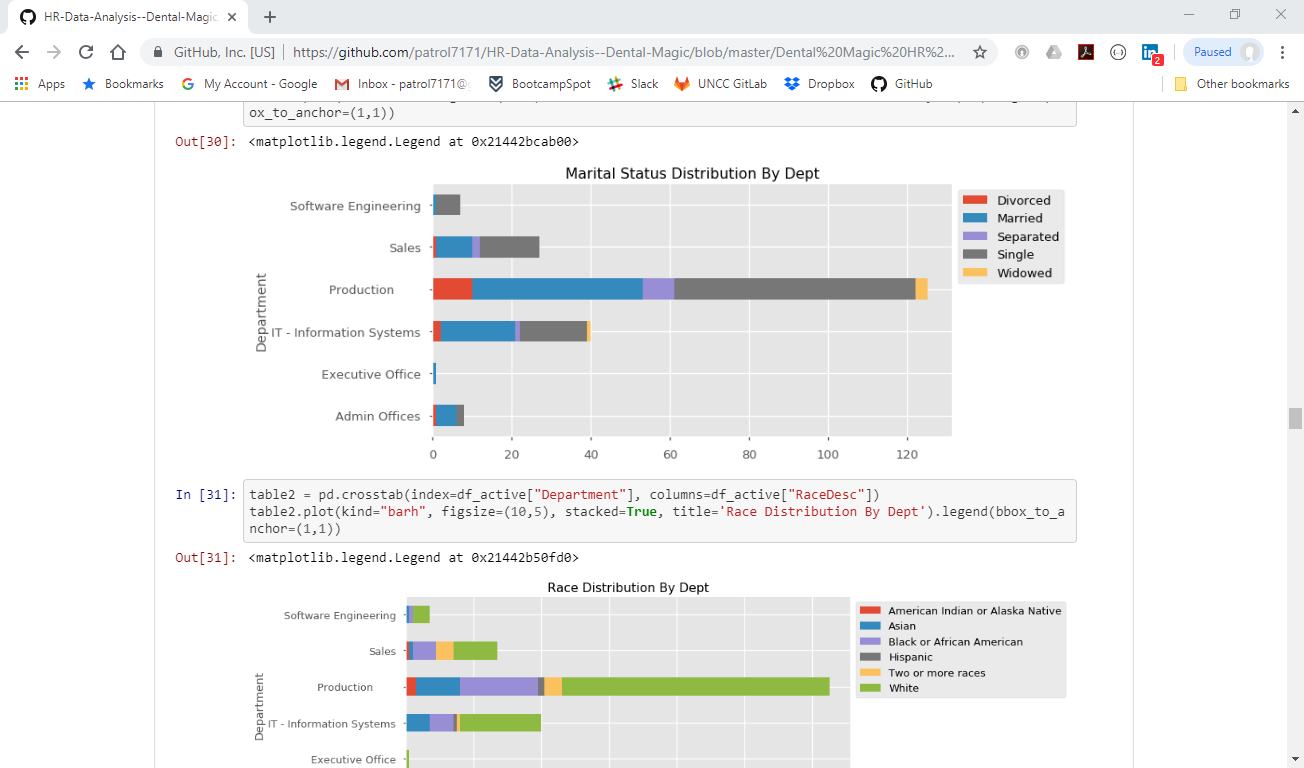 HR-Data-Analysis--Dental-Magic
GitHub, Inc. [US] | https://github.com/patrol7171/HR-Data-Analysis--Dental-Magic/blob/master/Dental%20Magic%20HR%2... Paused
2
Apps Bookmarks My Account - Google Inbox - patrol7171@ BootcampSpot Slack UNCC GitLab Dropbox GitHub Other bookmarks
ox_to_anchor=(1,1))
Out[30]: <matplotlib.legend.Legend at 0x21442bcab00>
Marital Status Distribution By Dept
Software Engineering
Sales
Production
IT - Information Systems
Executive Office
Admin Offices
Department
0 20 40 60 80 100 120
Divorced
Married
Separated
Single
Widowed
In [31]: table2 = pd.crosstab(index=df_active["Department"], columns=df_active["RaceDesc"])
table2.plot(kind="barh", figsize=(10,5), stacked=True, title='Race Distribution By Dept').legend(bbox_to_a
nchor=(1,1))
Out[31]: <matplotlib.legend.Legend at 0x21442b50fd0>
Race Distribution By Dept
Software Engineering
Sales
Production
IT - Information Systems
Executive Office
Department
American Indian or Alaska Native
Asian
Black or African American
Hispanic
Two or more races
White